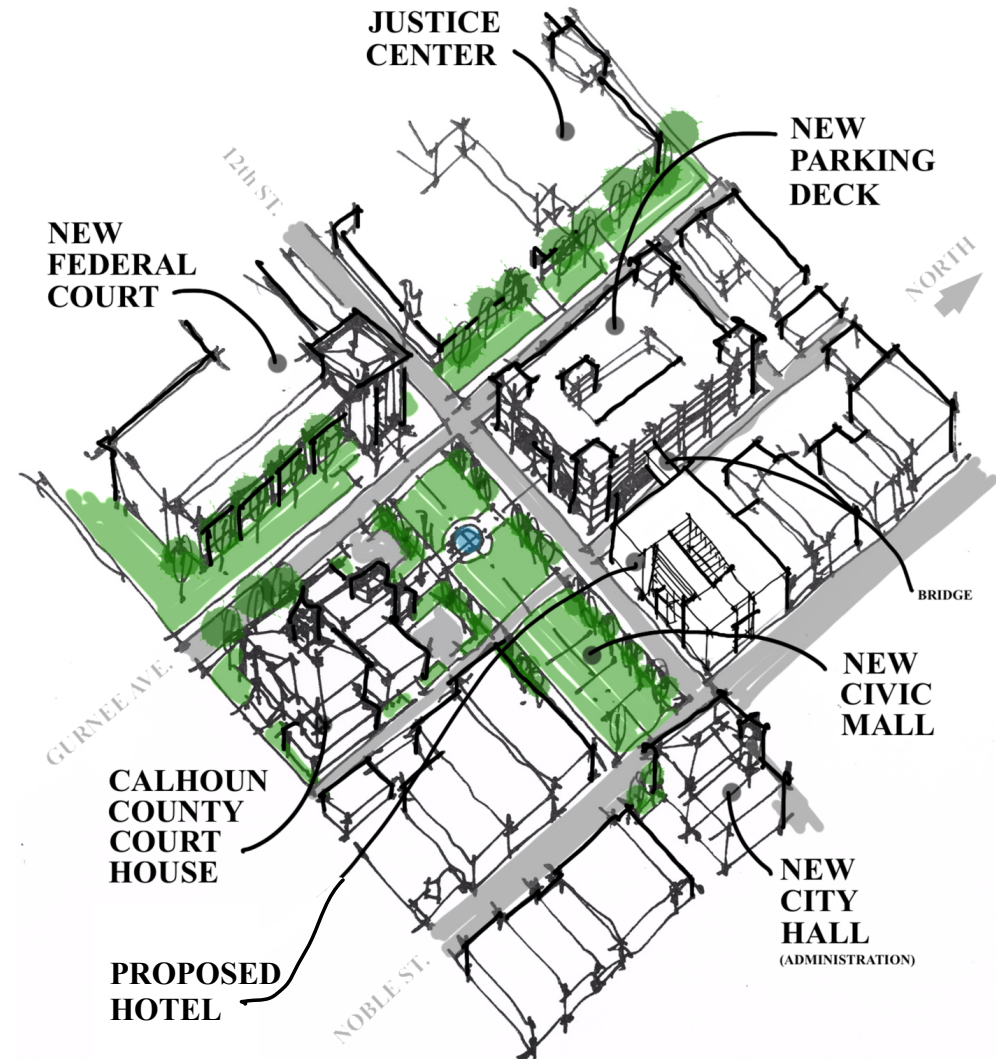 JUSTICE
CENTER
NEW
PARKING
DECK
12th ST.
NEW
FEDERAL
COURT
NORTH
BRIDGE
NEW
CIVIC
MALL
GURNEE AVE.
CALHOUN
COUNTY
COURT
HOUSE
NEW
CITY
HALL
(ADMINISTRATION)
PROPOSED
HOTEL
NOBLE ST.